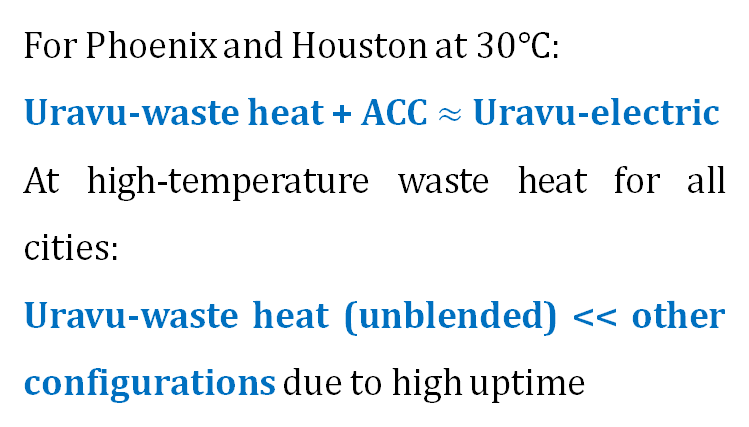 For Phoenix and Houston at 30°C:
Uravu-waste heat + ACC ≈ Uravu-electric
At high-temperature waste heat for all
cities:
Uravu-waste heat (unblended) << other
configurations due to high uptime